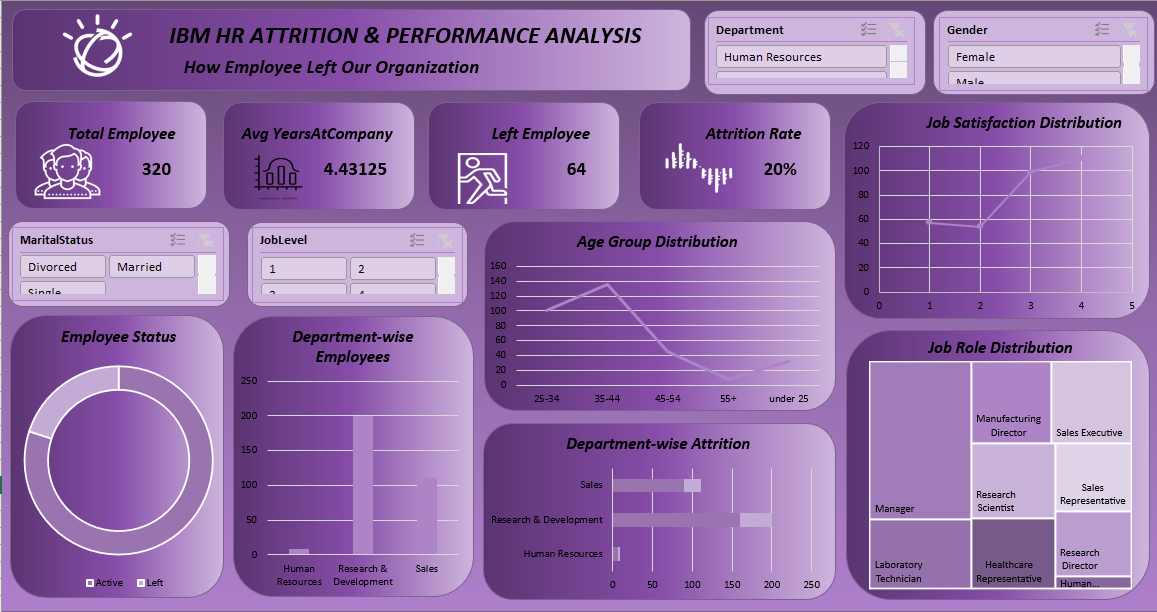 IBM HR ATTRITION & PERFORMANCE ANALYSIS
How Employee Left Our Organization
Department
Human Resources
Gender
Female
Male
Total Employee
320
Avg YearsAtCompany
4.43125
Left Employee
64
Attrition Rate
20%
Job Satisfaction Distribution
120
100
80
60
40
20
0
0 1 2 3 4 5
MaritalStatus
Divorced Married
Single
JobLevel
1 2
3 4
Age Group Distribution
160
140
120
100
80
60
40
20
0
25-34 35-44 45-54 55+ under 25
Employee Status
Active Left
Department-wise
Employees
250
200
150
100
50
0
Human
Resources
Research &
Development
Sales
Department-wise Attrition
Sales
Research & Development
Human Resources
0 50 100 150 200 250
Job Role Distribution
Manager
Manufacturing
Director
Sales Executive
Research
Scientist
Sales
Representative
Laboratory
Technician
Healthcare
Representative
Research
Director
Human...